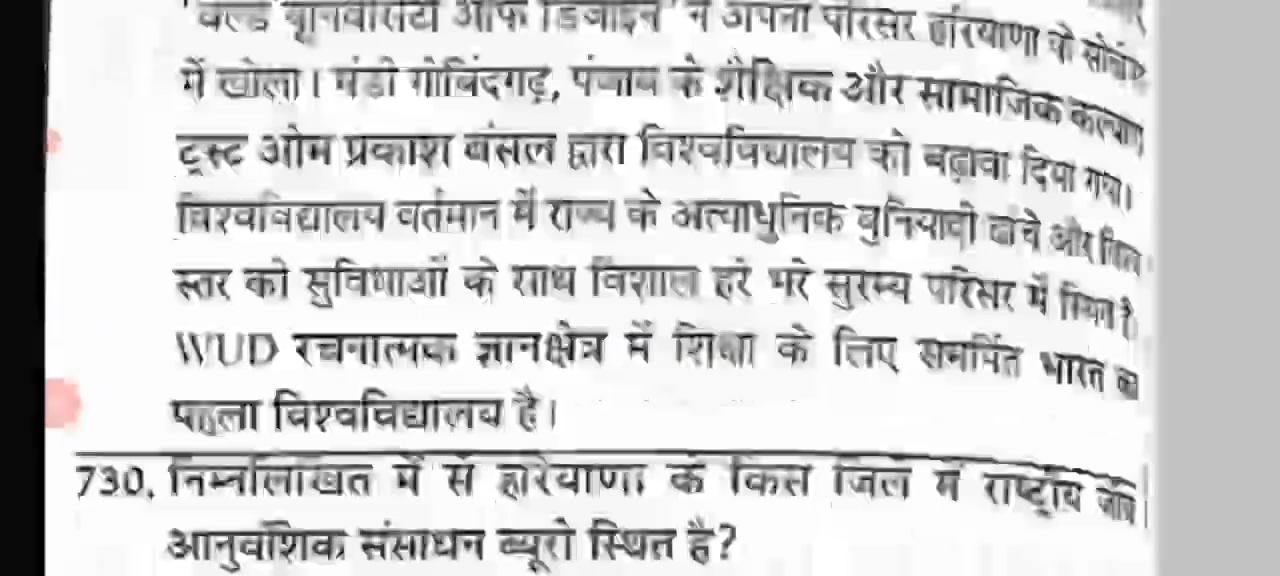 'वर्ल्ड यूनिवर्सिटी ऑफ डिजाइन' ने अपना परिसर हरियाणा के सोनीपत
में खोला। मंडी गोबिंदगढ़, पंजाब के शैक्षिक और सामाजिक कल्याण
ट्रस्ट ओम प्रकाश बंसल द्वारा विश्वविद्यालय को बढ़ावा दिया गया।
विश्वविद्यालय वर्तमान में राज्य के अत्याधुनिक बुनियादी ढांचे और विश्व
स्तर की सुविधाओं के साथ विशाल हरे भरे सुरम्य परिसर में स्थित है
WUD रचनात्मक ज्ञानक्षेत्र में शिक्षा के लिए समर्पित भारत का
पहला विश्वविद्यालय है।
730. निम्नलिखित में से हरियाणा के किस जिले में राष्ट्रीय जीव
आनुवंशिक संसाधन ब्यूरो स्थित है?